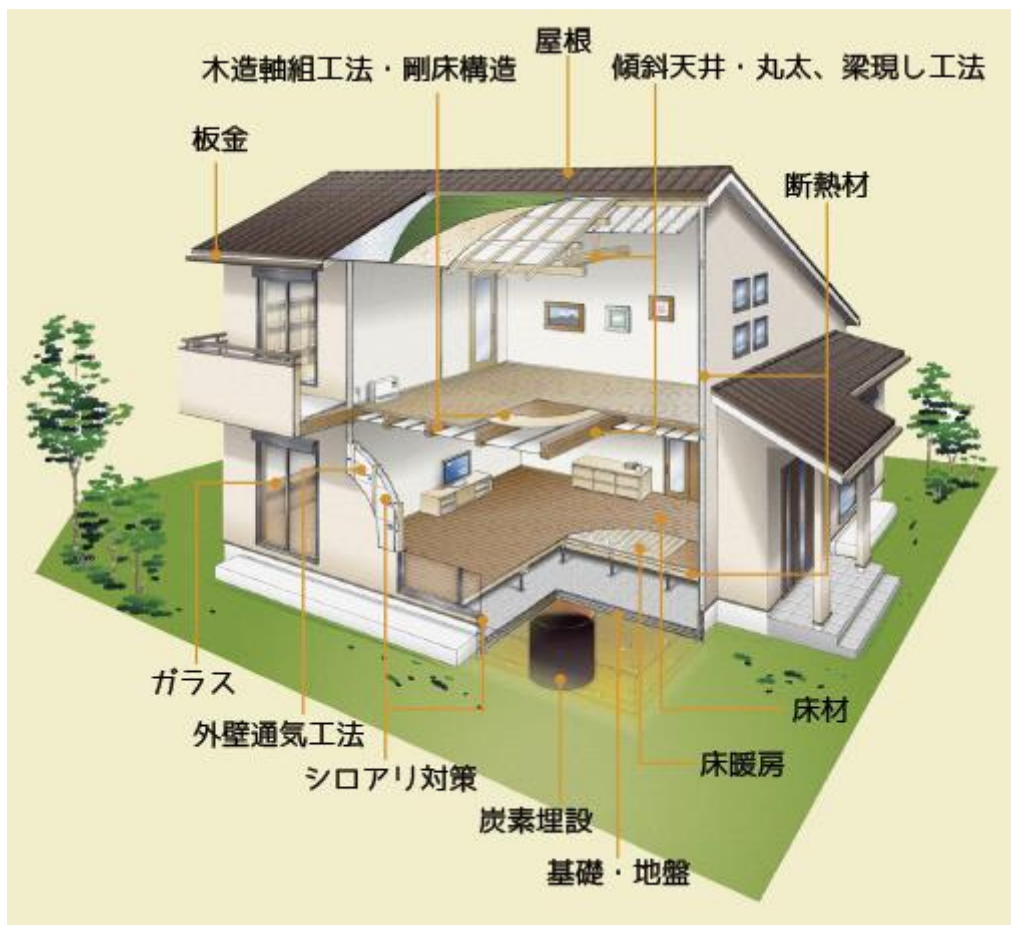 屋根
木造軸組工法・剛床構造
傾斜天井・丸太、梁現し工法
板金
断熱材
ガラス
床材
外壁通気工法
床暖房
シロアリ対策
炭素埋設
基礎・地盤